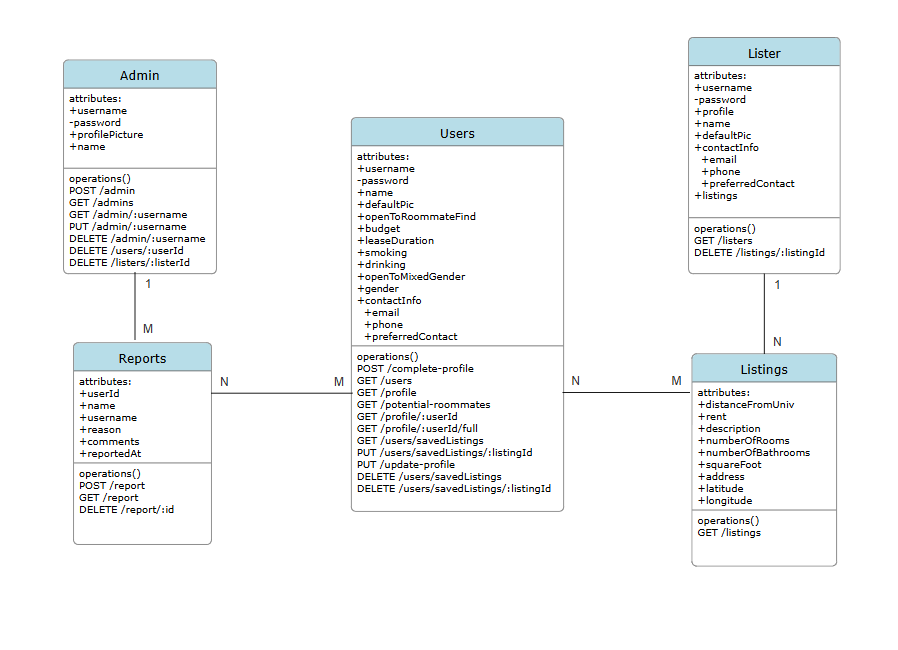 Admin
attributes:
+username
-password
+profilePicture
+name
operations()
POST /admin
GET /admins
GET /admin/:username
PUT /admin/:username
DELETE /admin/:username
DELETE /users/:userId
DELETE /listers/:listerId
1
M
Reports
attributes:
+userId
+name
+username
+reason
+comments
+reportedAt
operations()
POST /report
GET /report
DELETE /report/:id
N
M
Users
attributes:
+username
-password
+name
+defaultPic
+openToRoommateFind
+budget
+leaseDuration
+smoking
+drinking
+openToMixedGender
+gender
+contactInfo
+email
+phone
+preferredContact
operations()
POST /complete-profile
GET /users
GET /profile
GET /potential-roommates
GET /profile/:userId
GET /profile/:userId/full
GET /users/savedListings
PUT /users/savedListings/:listingId
PUT /update-profile
DELETE /users/savedListings
DELETE /users/savedListings/:listingId
N
M
Lister
attributes:
+username
-password
+profile
+name
+defaultPic
+contactInfo
+email
+phone
+preferredContact
+listings
operations()
GET /listers
DELETE /listings/:listingId
1
N
Listings
attributes:
+distanceFromUniv
+rent
+description
+numberOfRooms
+numberOfBathrooms
+squareFoot
+address
+latitude
+longitude
operations()
GET /listings